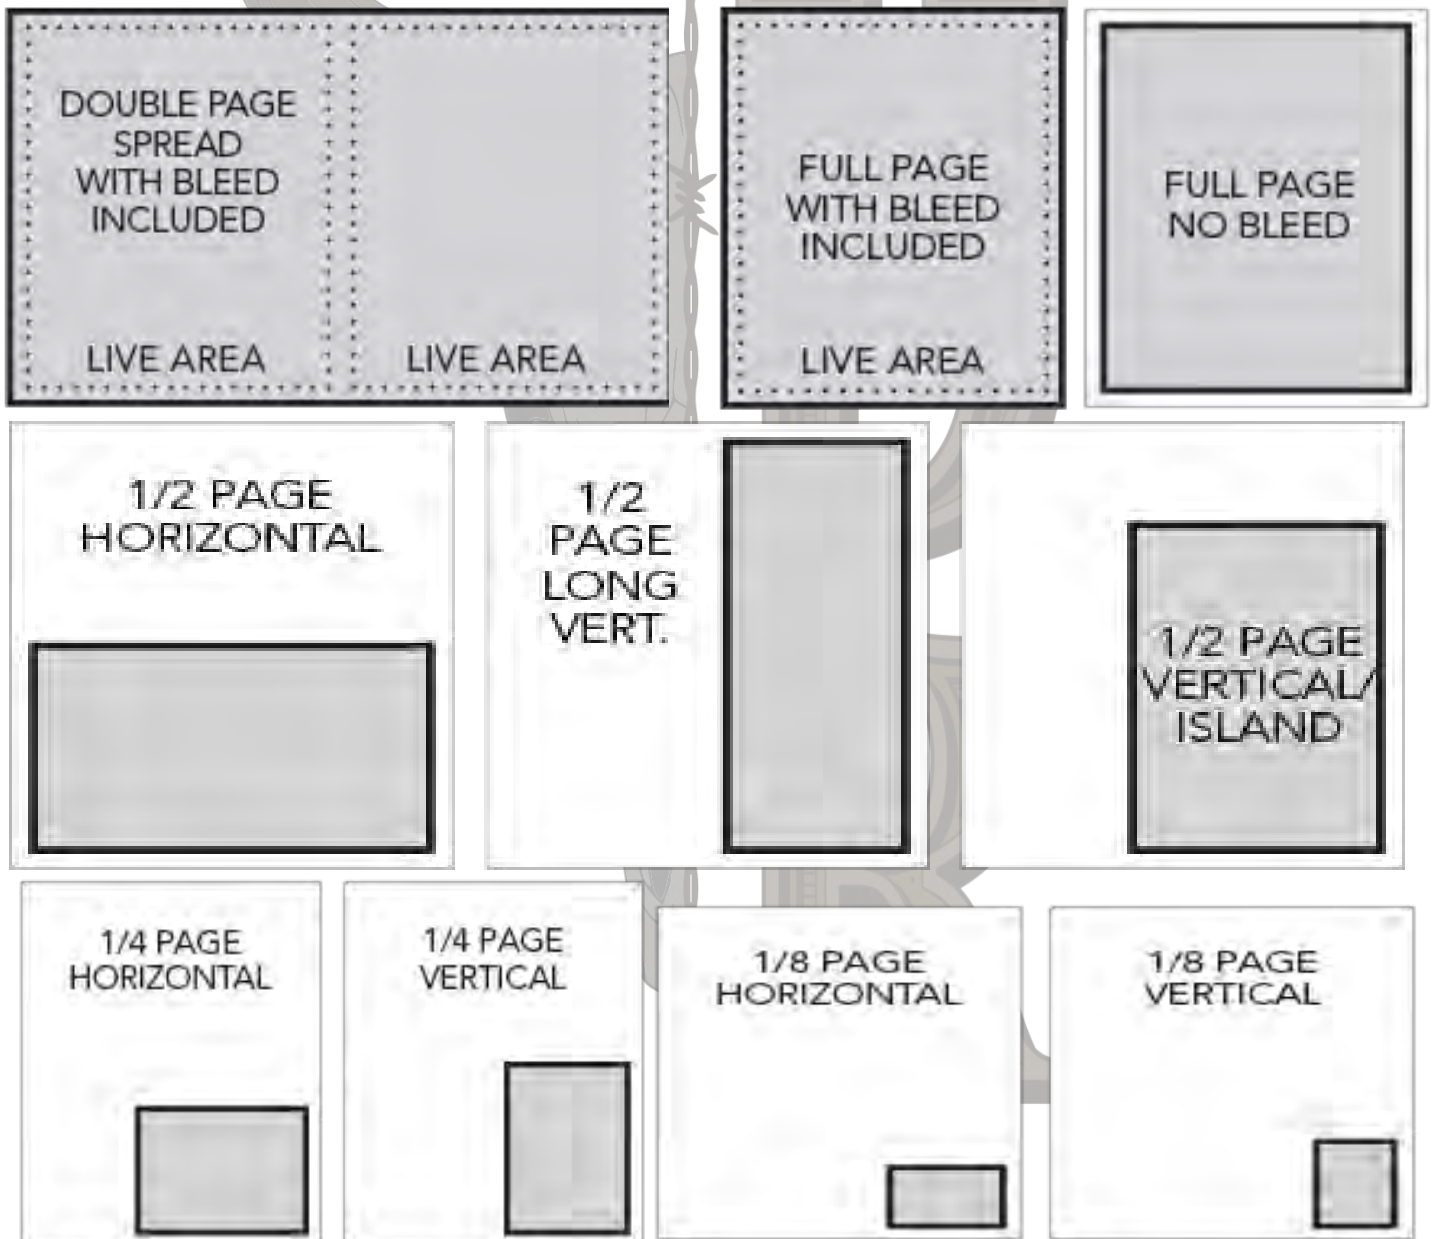 DOUBLE PAGE
SPREAD
WITH BLEED
INCLUDED
LIVE AREA
LIVE AREA
FULL PAGE
WITH BLEED
INCLUDED
LIVE AREA
FULL PAGE
NO BLEED
1/2 PAGE
HORIZONTAL
1/2
PAGE
LONG
VERT.
1/2 PAGE
VERTICAL/
ISLAND
1/4 PAGE
HORIZONTAL
1/4 PAGE
VERTICAL
1/8 PAGE
HORIZONTAL
1/8 PAGE
VERTICAL